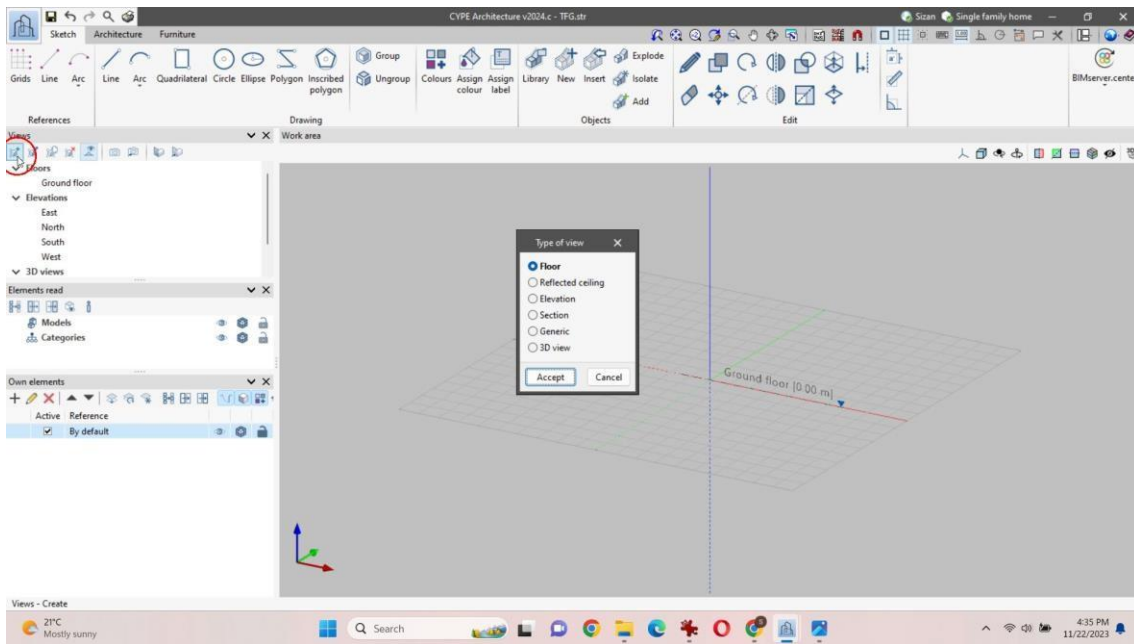 CYPE Architecture v2024.c - TFG.str
Sizan
Single family home
Sketch
Architecture
Furniture
Grids
Line
Arc
Line
Arc
Quadrilateral
Circle
Ellipse
Polygon
Inscribed
polygon
Group
Ungroup
Colours
Assign
colour
Assign
label
Library
New
Insert
Explode
Isolate
Add
BIMserver.cente
References
Drawing
Objects
Edit
Views
Work area
Floors
Ground floor
Elevations
East
North
South
West
3D views
Elements read
Models
Categories
Own elements
Active Reference
By default
Type of view
Floor
Reflected ceiling
Elevation
Section
Generic
3D view
Accept
Cancel
Ground floor [0.00 m]
Views - Create
21°C
Mostly sunny
Search
4:35 PM
11/22/2023